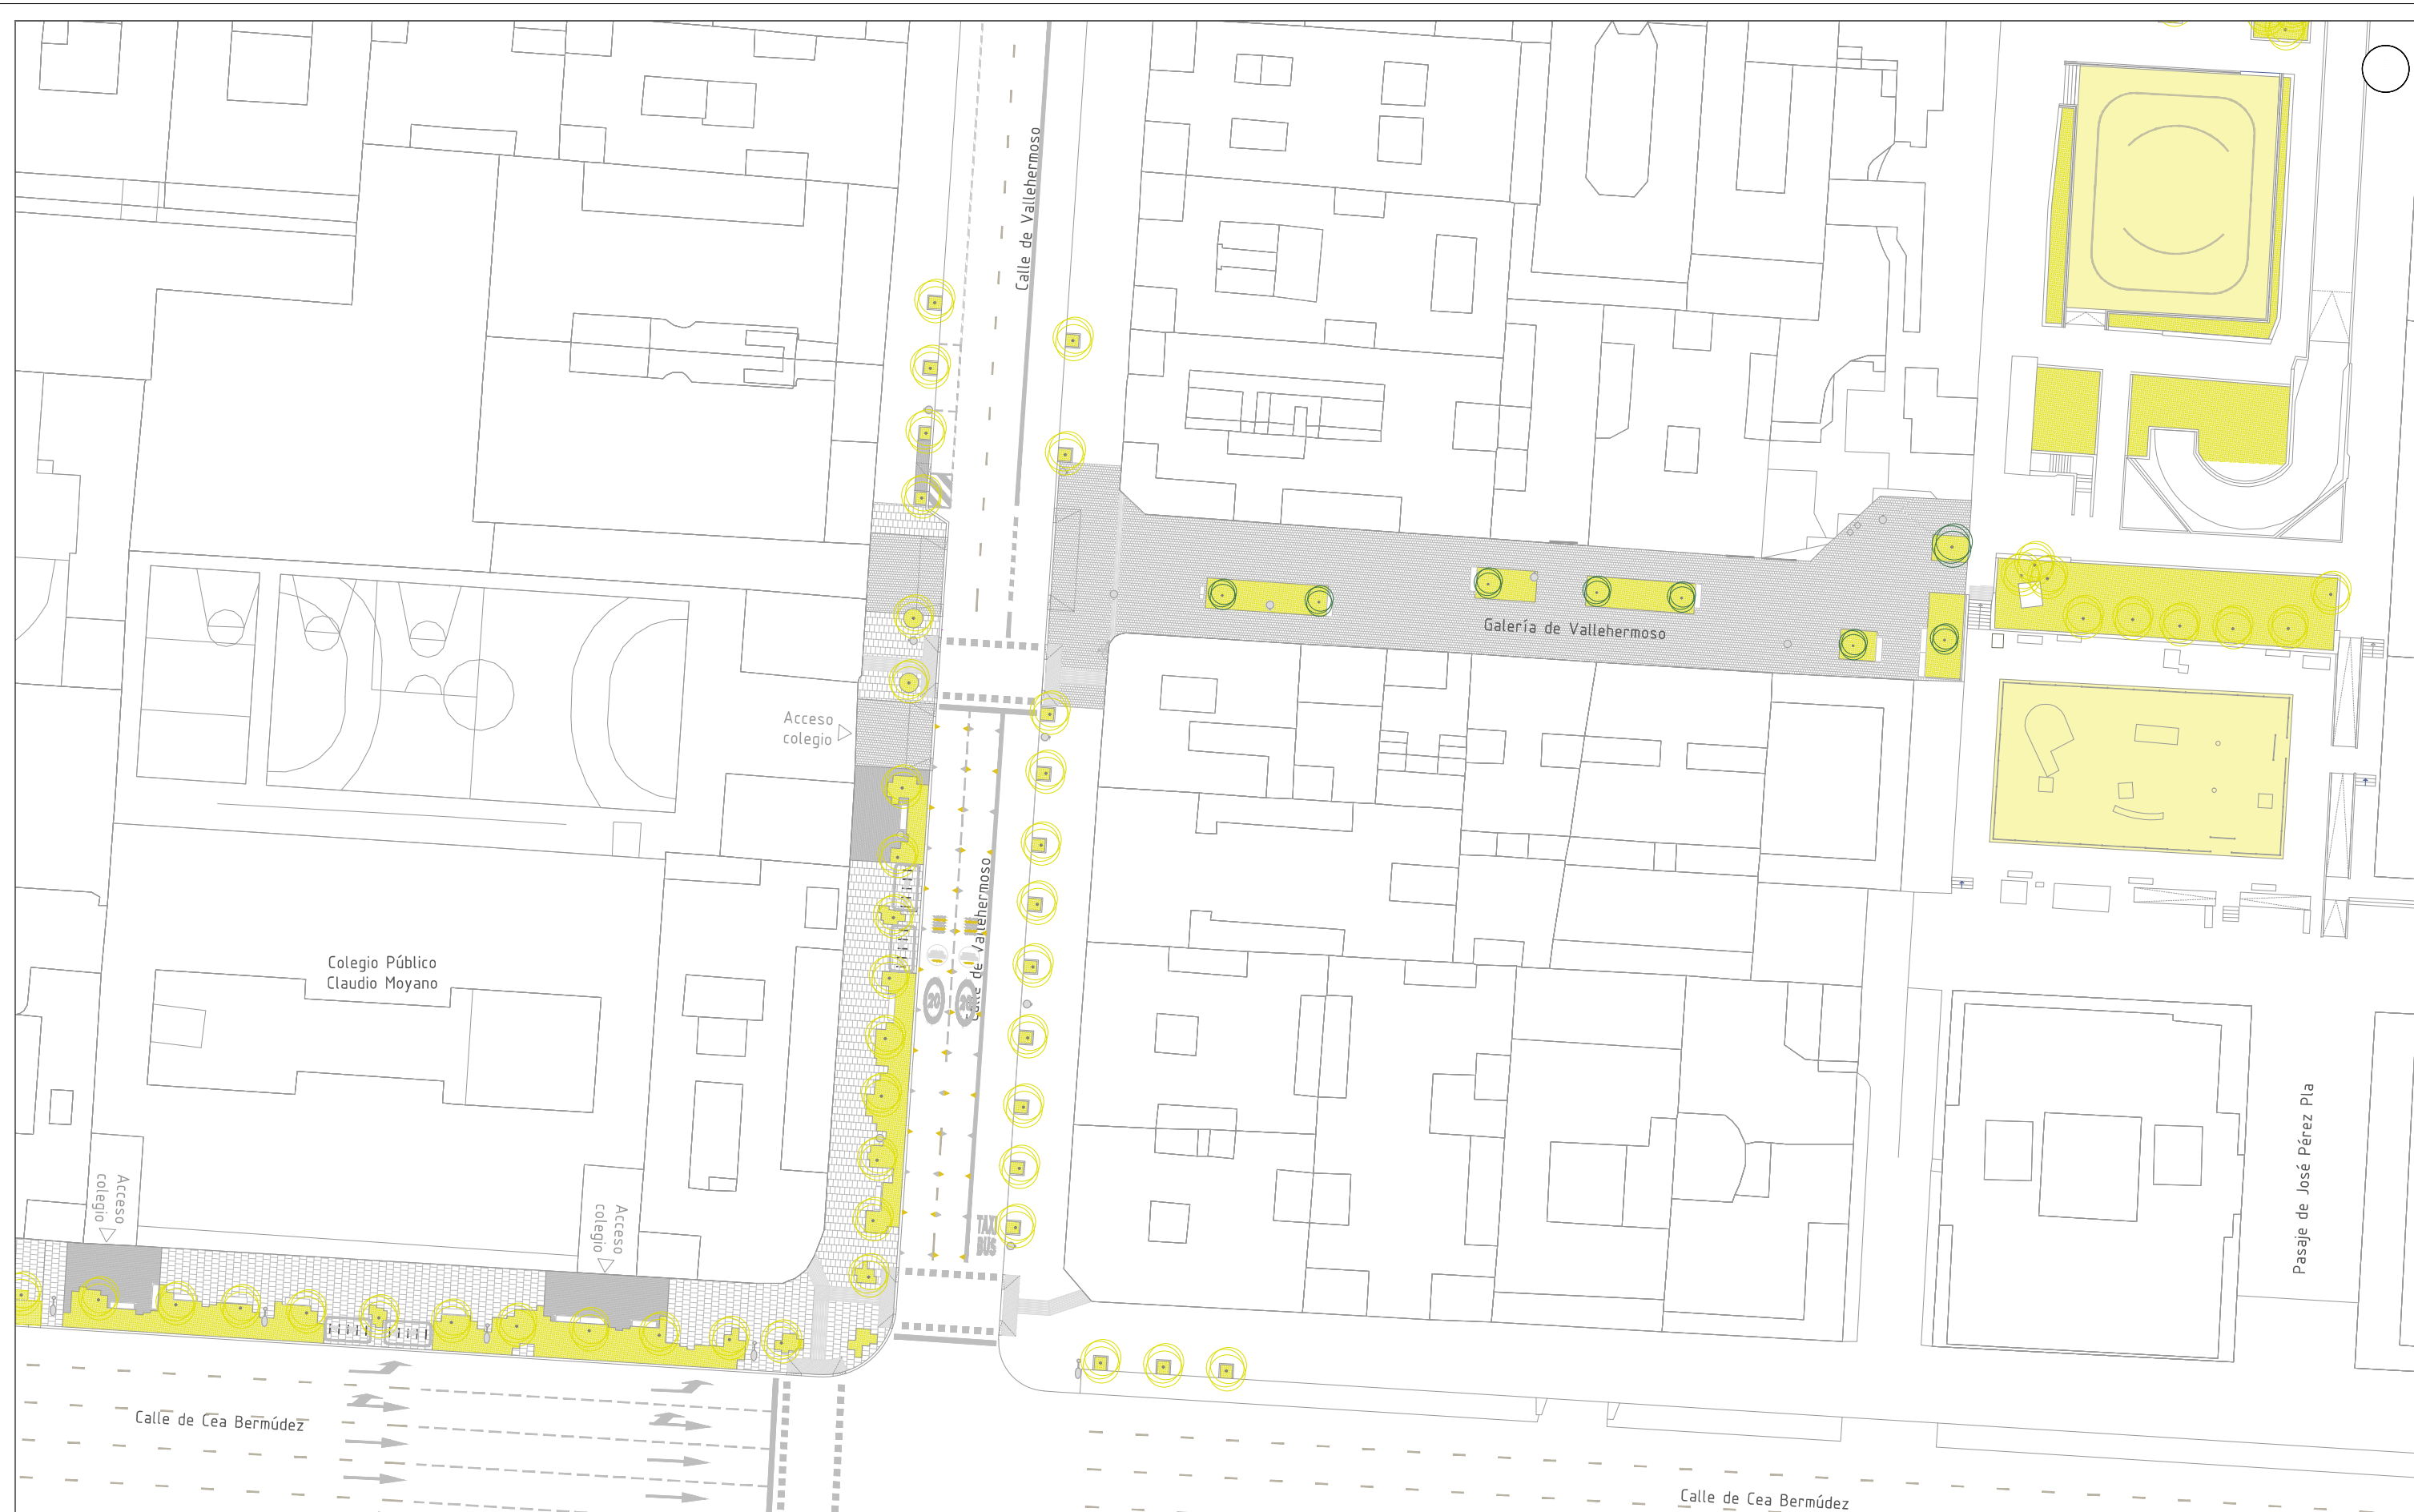 Calle de Vallehermoso
Galería de Vallehermoso
Acceso
colegio
Calle de Vallehermoso
20
20
Colegio Público
Claudio Moyano
Pasaje de José Pérez Pla
Acceso
colegio
Acceso
colegio
TAXI
BUS
Calle de Cea Bermúdez
Calle de Cea Bermúdez